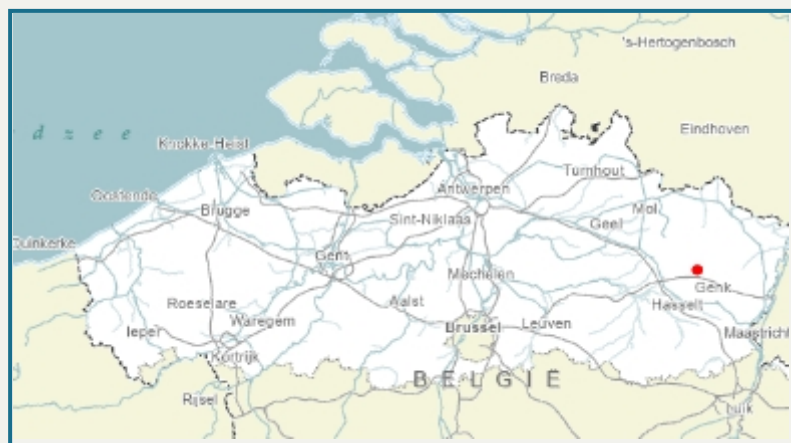 's-Hertogenbosch
Breda
d z e e
Eindhoven
Knokke-Heist
Turnhout
Antwerpen
Oostende
Mol
Brugge
Sint-Niklaas
Geel
Duinkerke
Gent
Mechelen
Genk
Roeselare
Aalst
Hasselt
Waregem
Ieper
Brussel
Leuven
Maastricht
Kortrijk
BELGIË
Rijsel
Luik